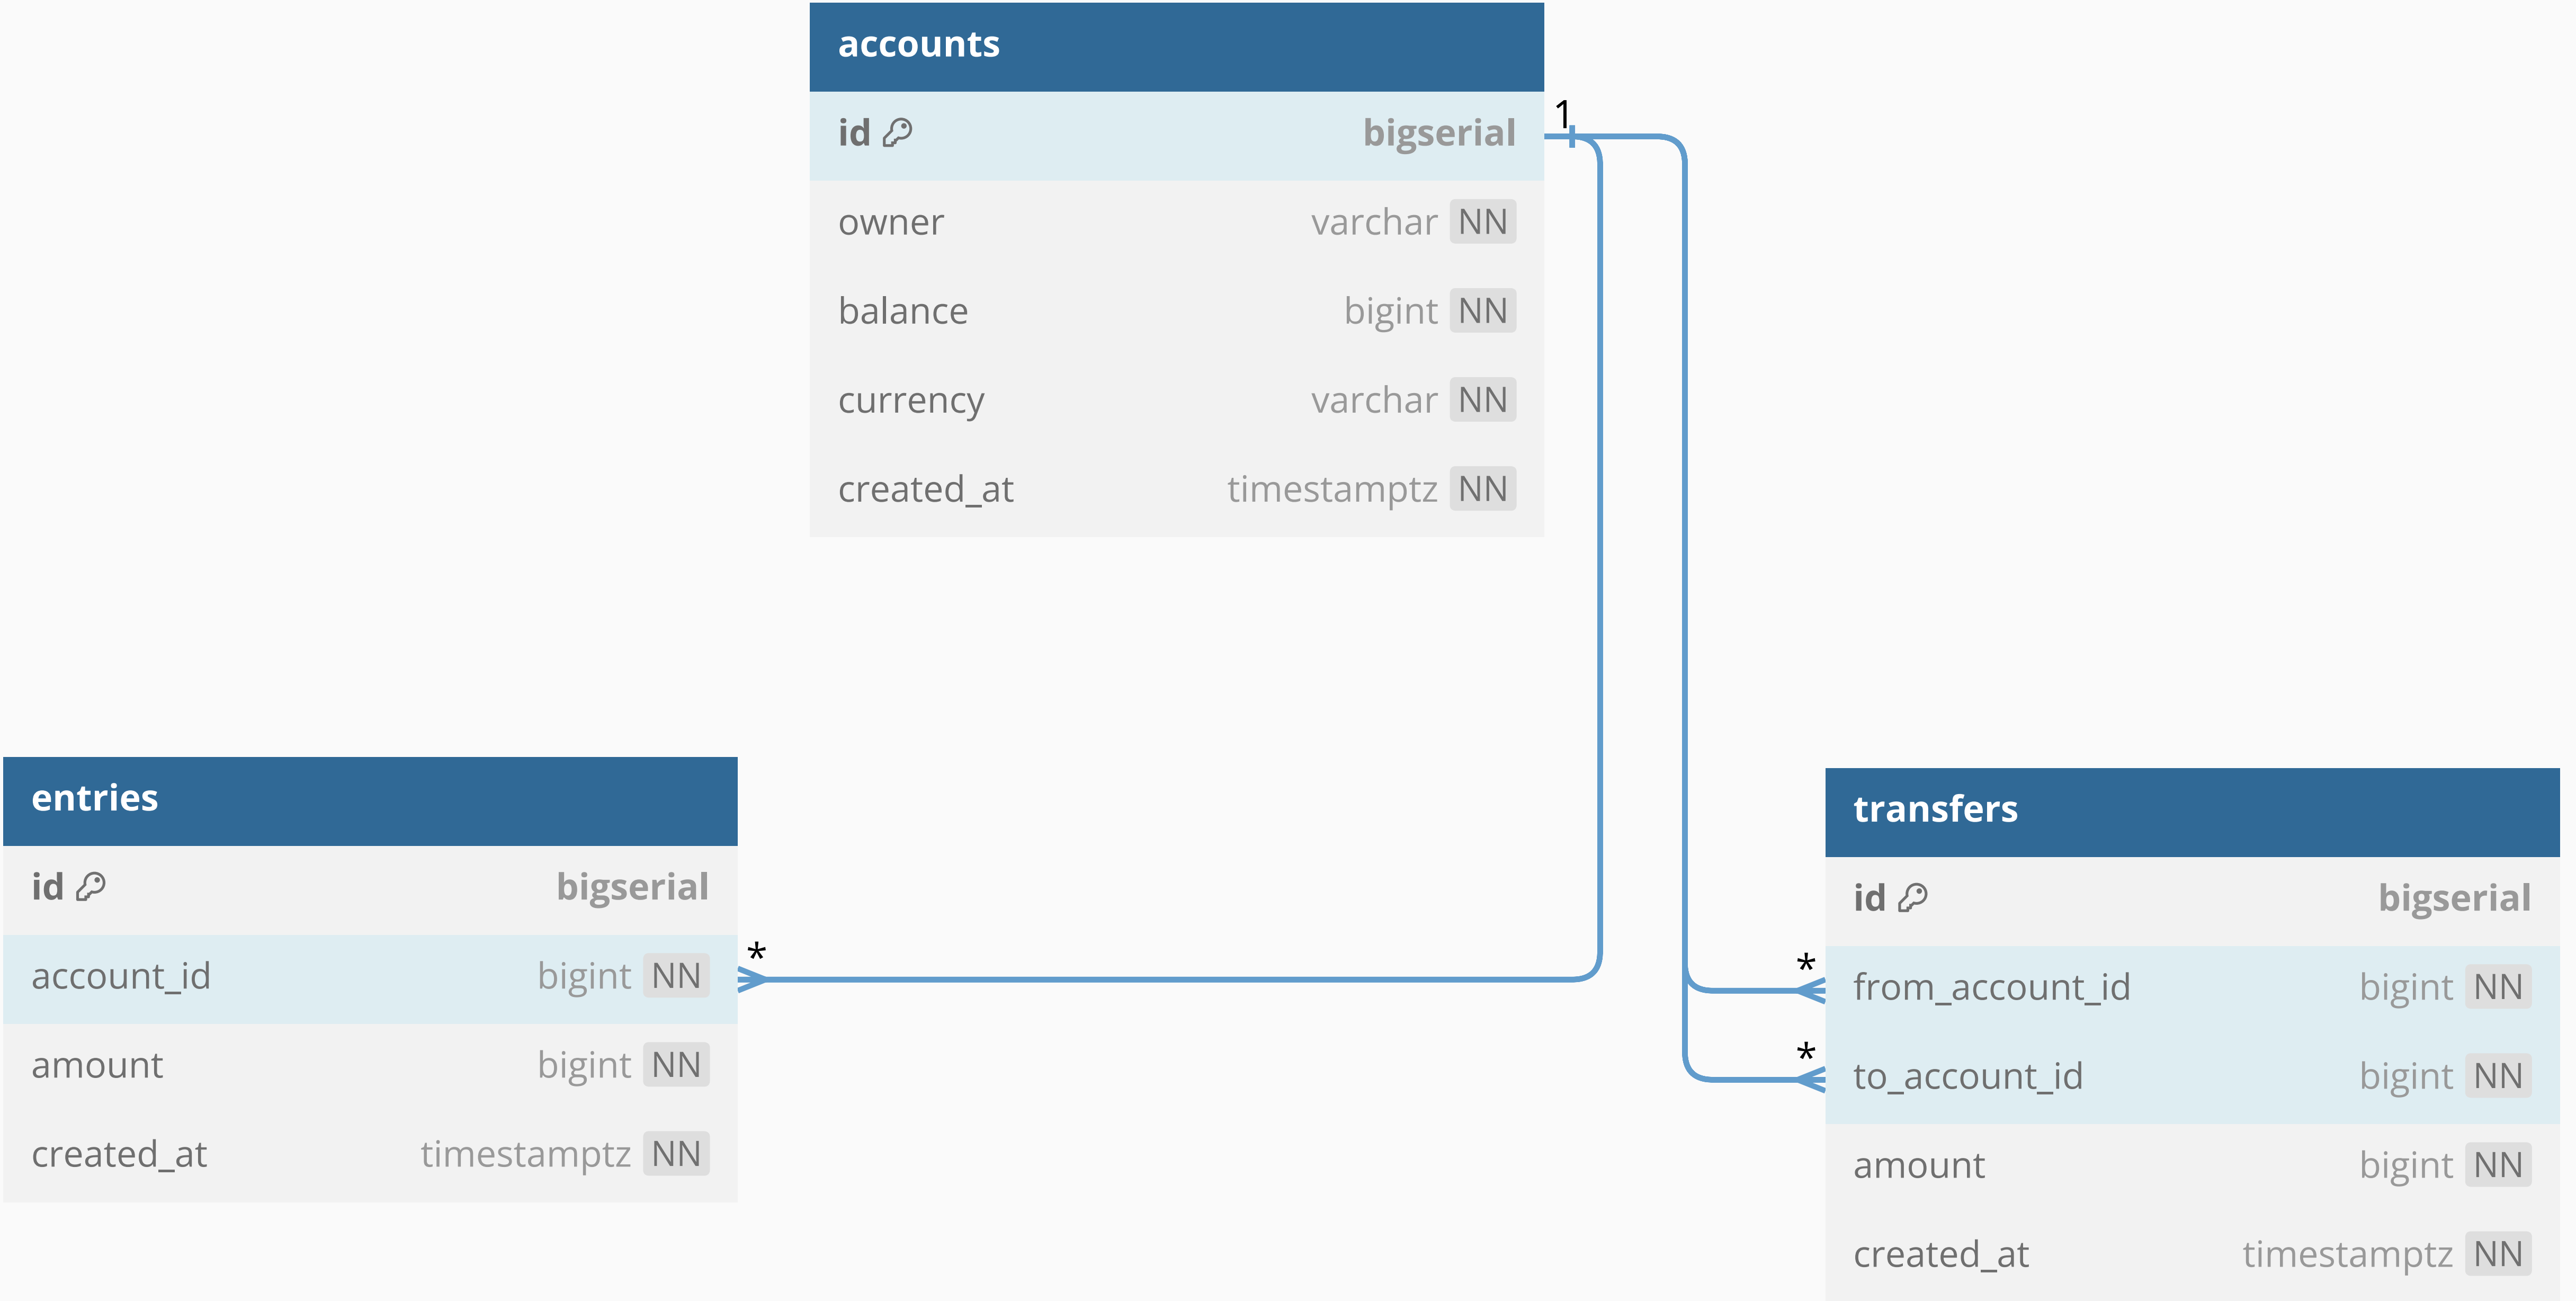 accounts
id bigserial
1
owner varchar NN
balance bigint NN
currency varchar NN
created_at timestamptz NN
entries
id bigserial
*
account_id bigint NN
amount bigint NN
created_at timestamptz NN
transfers
id bigserial
*
from_account_id bigint NN
*
to_account_id bigint NN
amount bigint NN
created_at timestamptz NN